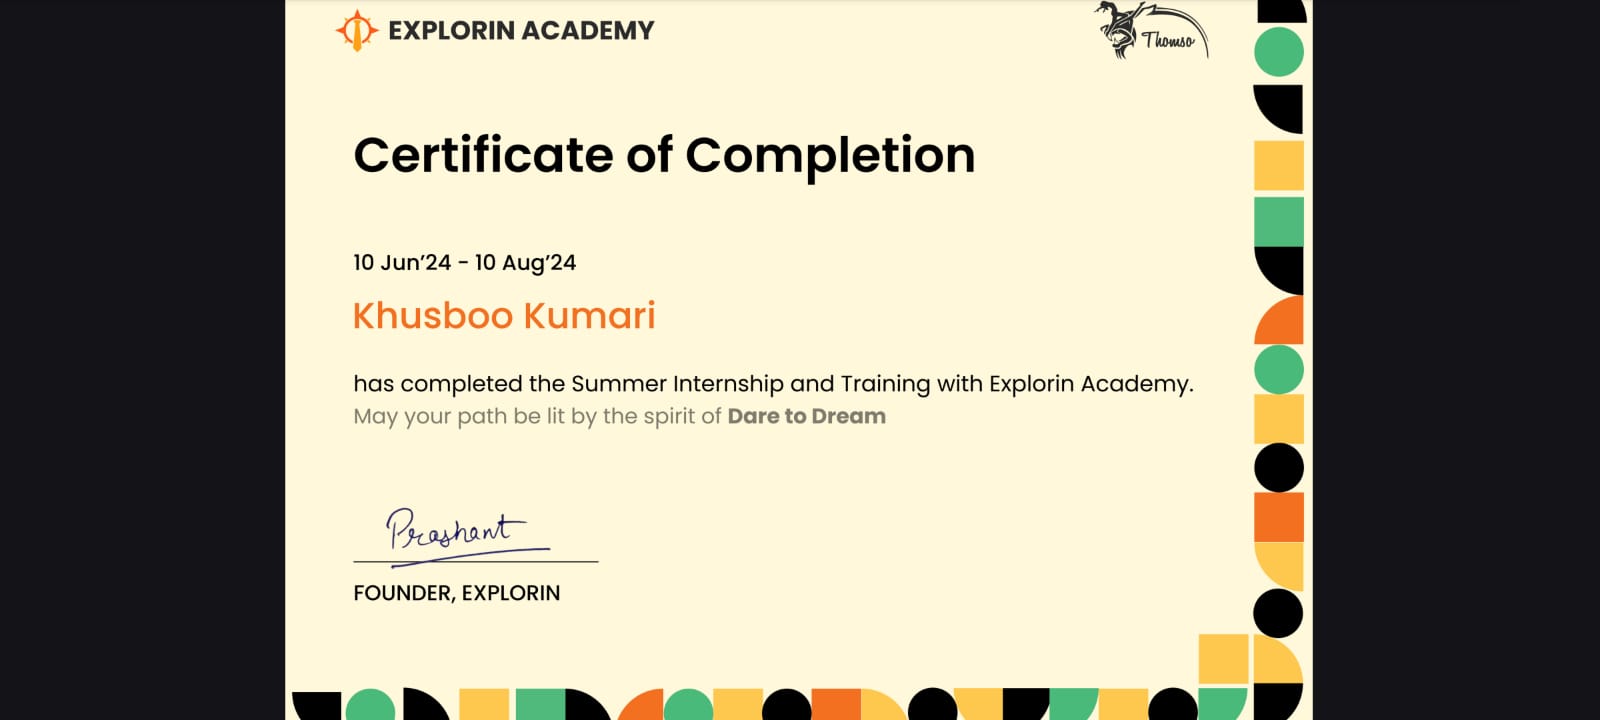 EXPLORIN ACADEMY
Thomso
Certificate of Completion
10 Jun’24 - 10 Aug’24
Khusboo Kumari
has completed the Summer Internship and Training with Explorin Academy.
May your path be lit by the spirit of Dare to Dream
Prashant
FOUNDER, EXPLORIN